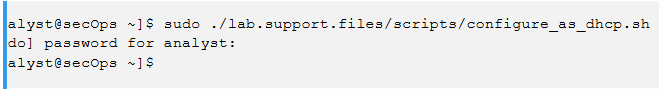 alyst@secOps ~]$ sudo ./lab.support.files/scripts/configure_as_dhcp.sh
do] password for analyst:
alyst@secOps ~]$